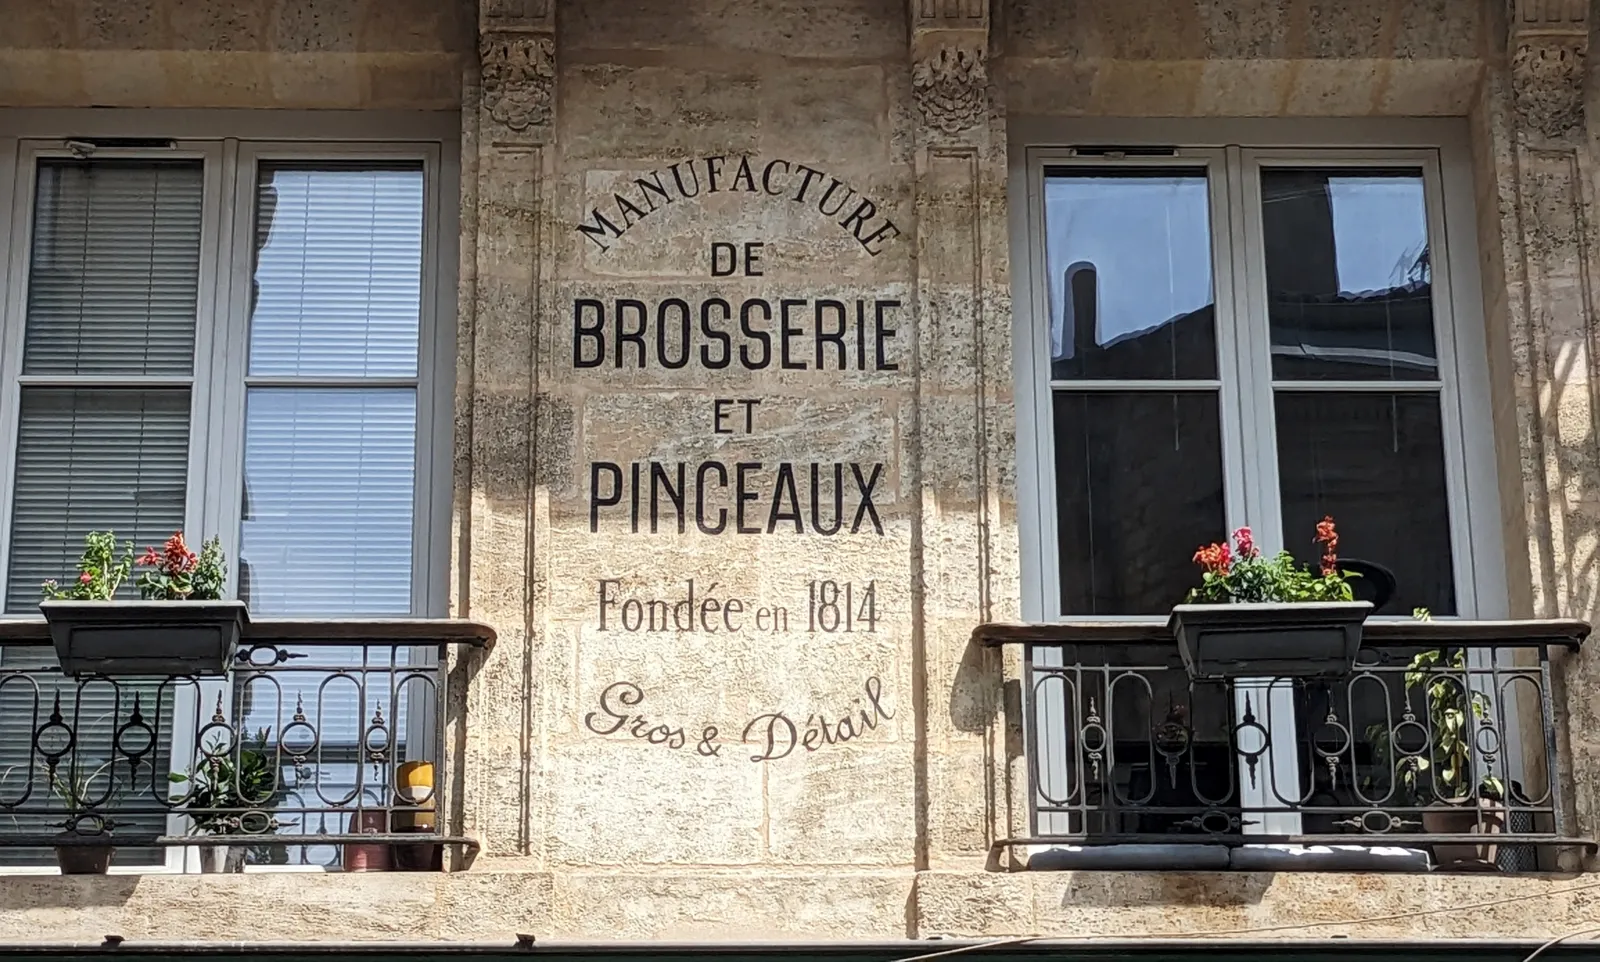 MANUFACTURE
DE
BROSSERIE
ET
PINCEAUX
Fondée en 1814
Gros & Détail